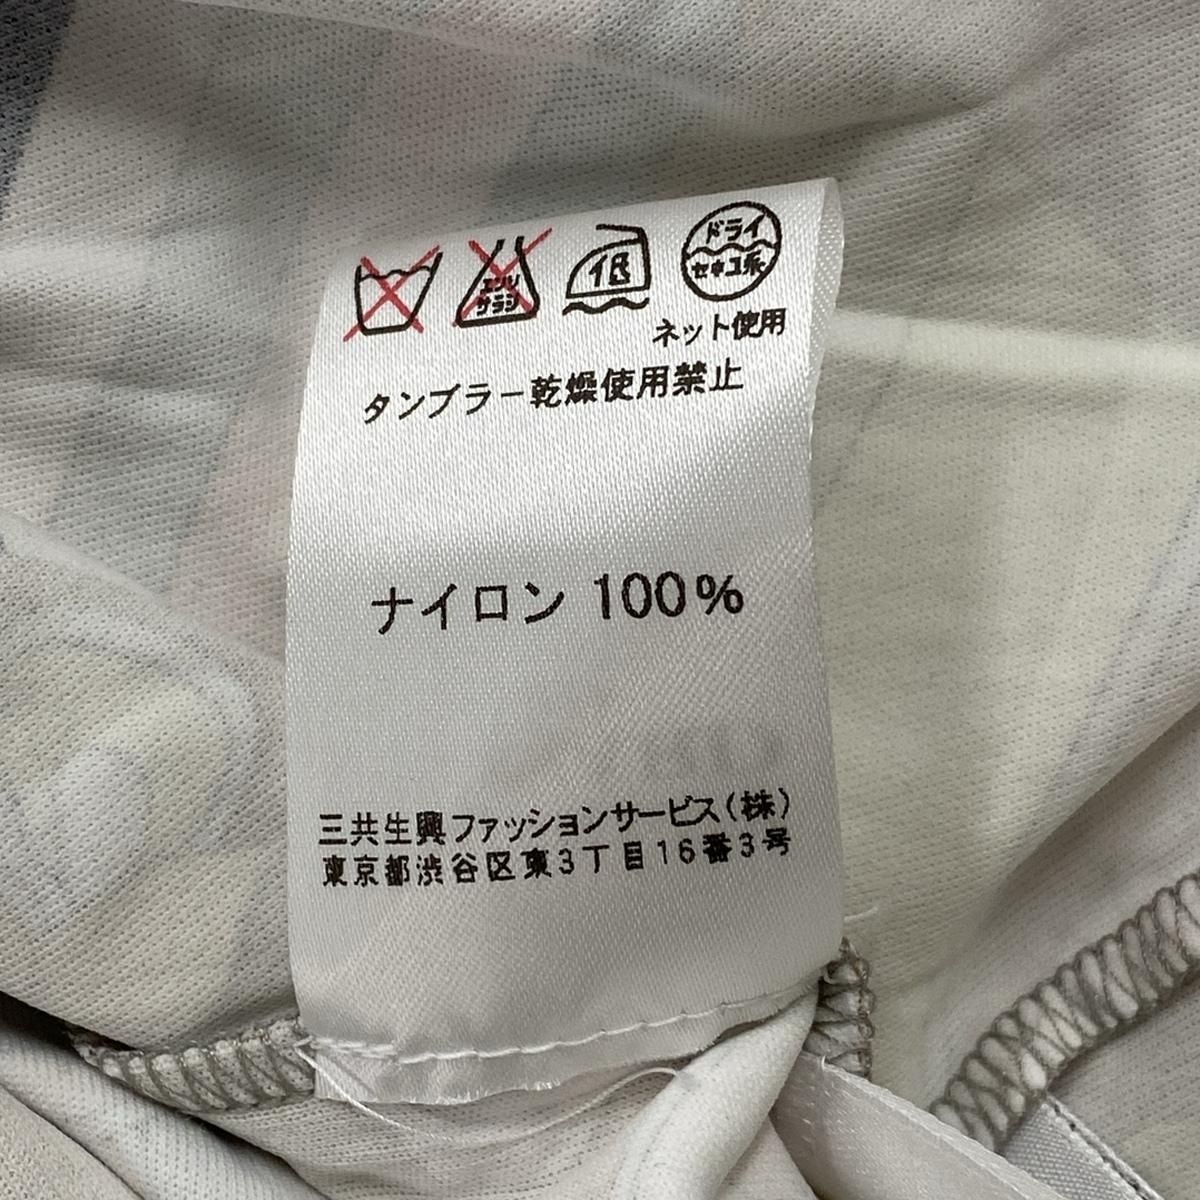 エンソ
サラシ
低
ドライ
セキユ系
ネット使用
タンブラー乾燥使用禁止
ナイロン 100%
三共生興ファッションサービス(株)
東京都渋谷区東3丁目16番3号